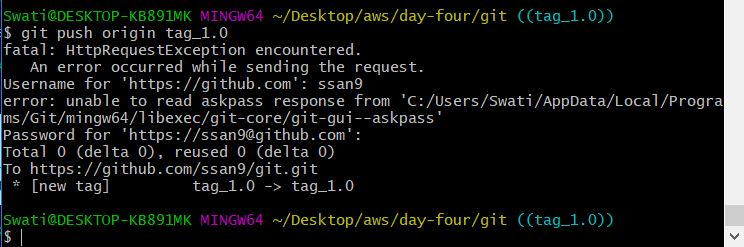 Swati@DESKTOP-KB891MK MINGW64 ~/Desktop/aws/day-four/git ((tag_1.0))
$ git push origin tag_1.0
fatal: HttpRequestException encountered.
   An error occurred while sending the request.
Username for 'https://github.com': ssan9
error: unable to read askpass response from 'C:/Users/Swati/AppData/Local/Progra
ms/Git/mingw64/libexec/git-core/git-gui--askpass'
Password for 'https://ssan9@github.com':
Total 0 (delta 0), reused 0 (delta 0)
To https://github.com/ssan9/git.git
 * [new tag]         tag_1.0 -> tag_1.0
Swati@DESKTOP-KB891MK MINGW64 ~/Desktop/aws/day-four/git ((tag_1.0))
$